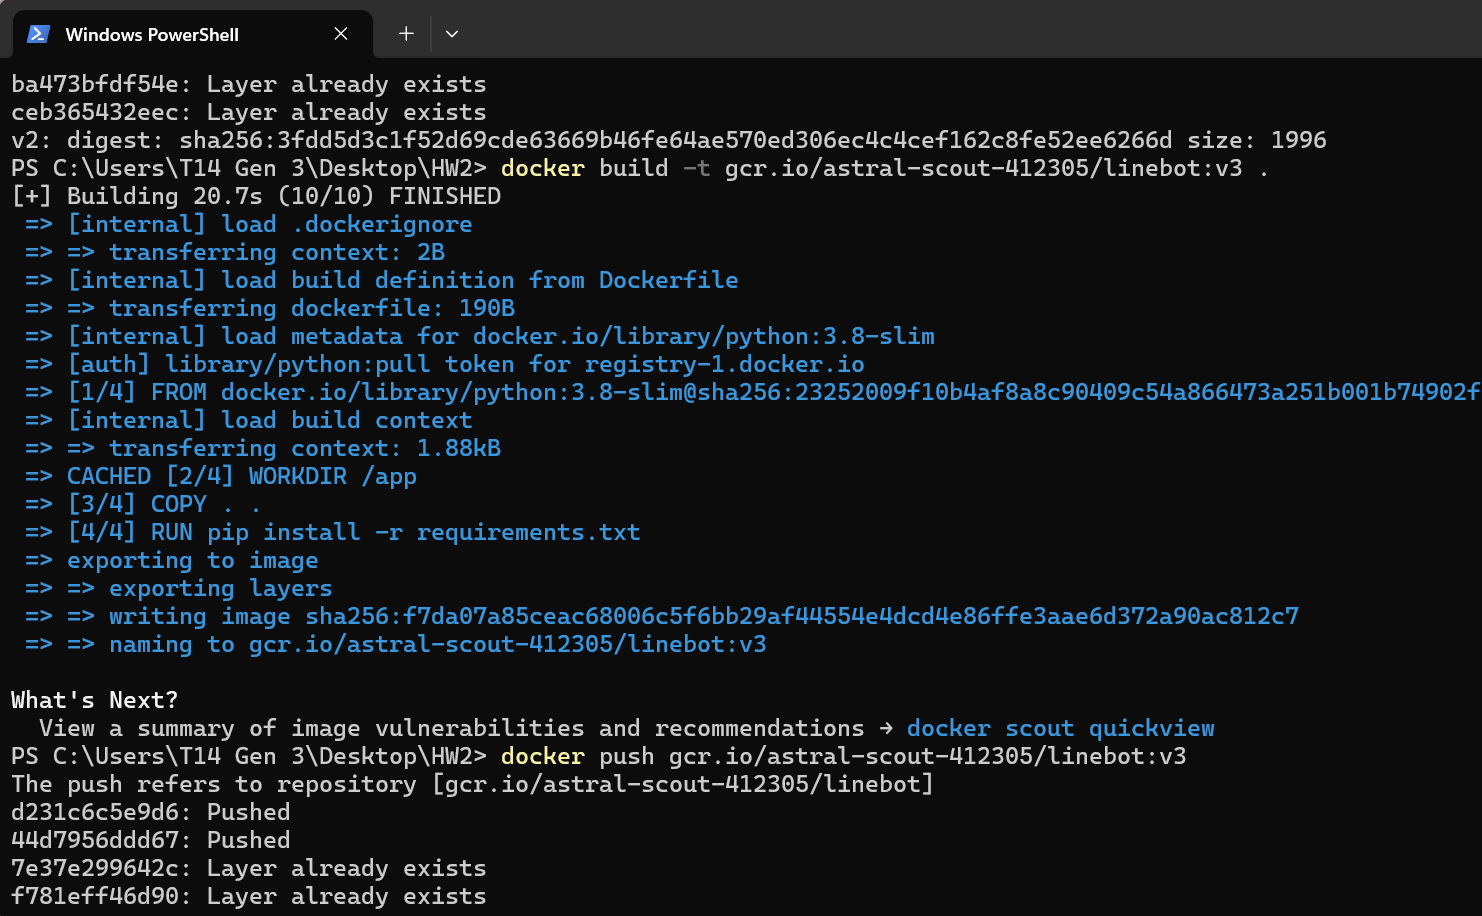 Windows PowerShell
ba473bfdf54e: Layer already exists
ceb365432eec: Layer already exists
v2: digest: sha256:3fdd5d3c1f52d69cde63669b46fe64ae570ed306ec4c4cef162c8fe52ee6266d size: 1996
PS C:\Users\T14 Gen 3\Desktop\HW2> docker build -t gcr.io/astral-scout-412305/linebot:v3 .
[+] Building 20.7s (10/10) FINISHED
=> [internal] load .dockerignore
=> => transferring context: 2B
=> [internal] load build definition from Dockerfile
=> => transferring dockerfile: 190B
=> [internal] load metadata for docker.io/library/python:3.8-slim
=> [auth] library/python:pull token for registry-1.docker.io
=> [1/4] FROM docker.io/library/python:3.8-slim@sha256:23252009f10b4af8a8c90409c54a866473a251b001b74902f
=> [internal] load build context
=> => transferring context: 1.88kB
=> CACHED [2/4] WORKDIR /app
=> [3/4] COPY . .
=> [4/4] RUN pip install -r requirements.txt
=> exporting to image
=> => exporting layers
=> => writing image sha256:f7da07a85ceac68006c5f6bb29af44554e4dcd4e86ffe3aae6d372a90ac812c7
=> => naming to gcr.io/astral-scout-412305/linebot:v3
What's Next?
View a summary of image vulnerabilities and recommendations → docker scout quickview
PS C:\Users\T14 Gen 3\Desktop\HW2> docker push gcr.io/astral-scout-412305/linebot:v3
The push refers to repository [gcr.io/astral-scout-412305/linebot]
d231c6c5e9d6: Pushed
44d7956ddd67: Pushed
7e37e299642c: Layer already exists
f781eff46d90: Layer already exists